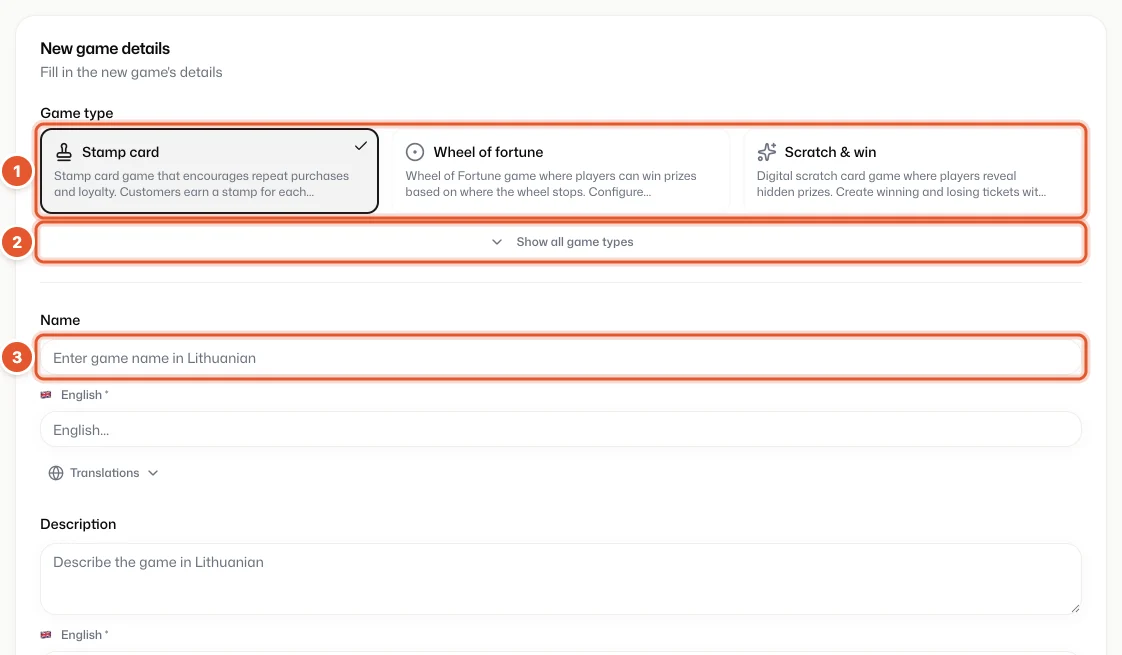 New game details
Fill in the new game's details
Game type
1
Stamp card
Stamp card game that encourages repeat purchases
and loyalty. Customers earn a stamp for each...
Wheel of fortune
Wheel of Fortune game where players can win prizes
based on where the wheel stops. Configure...
Scratch & win
Digital scratch card game where players reveal
hidden prizes. Create winning and losing tickets wit...
2
Show all game types
Name
3
Enter game name in Lithuanian
English *
English...
Translations
Description
Describe the game in Lithuanian
English *